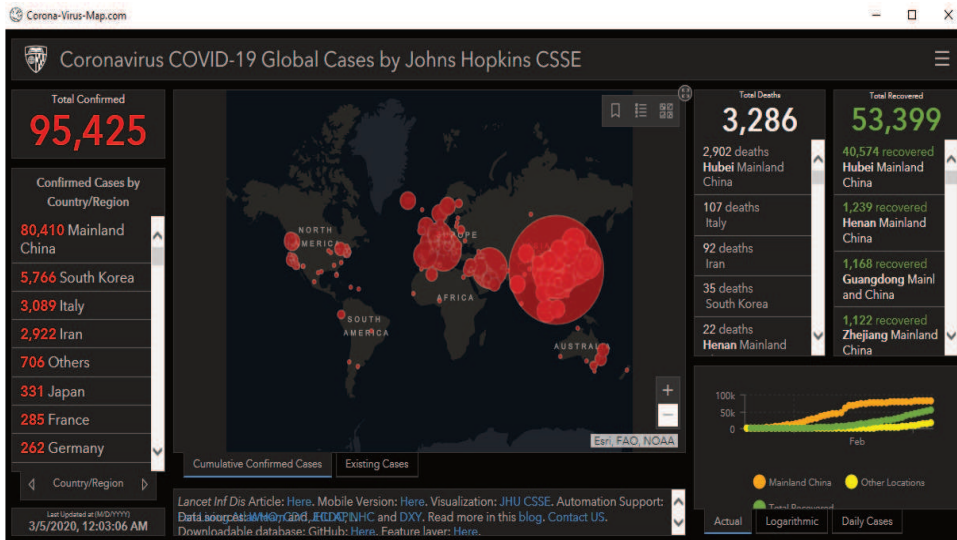 Corona-Virus-Map.com
Coronavirus COVID-19 Global Cases by Johns Hopkins CSSE
Total Confirmed
95,425
Confirmed Cases by
Country/Region
80,410 Mainland
China
5,766 South Korea
3,089 Italy
2,922 Iran
706 Others
331 Japan
285 France
262 Germany
Country/Region
Last Updated at (M/D/YYYY)
3/5/2020, 12:03:06 AM
NORTH
AMERICA
EUROPE
AFRICA
SOUTH
AMERICA
AUSTRAL
Esri, FAO, NOAA
Cumulative Confirmed Cases
Existing Cases
Lancet Inf Dis Article: Here. Mobile Version: Here. Visualization: JHU CSSE. Automation Support:
Data sources: WHO, CDC, ECDC, NHC and DXY. Read more in this blog. Contact US.
Downloadable database: GitHub: Here. Feature layer: Here.
Total Deaths
3,286
2,902 deaths
Hubei Mainland
China
107 deaths
Italy
92 deaths
Iran
35 deaths
South Korea
22 deaths
Henan Mainland
Total Recovered
53,399
40,574 recovered
Hubei Mainland
China
1,239 recovered
Henan Mainland
China
1,168 recovered
Guangdong Mainl
and China
1,122 recovered
Zhejiang Mainland
China
100k
50k
0
Feb
Mainland China
Other Locations
Total Recovered
Actual
Logarithmic
Daily Cases